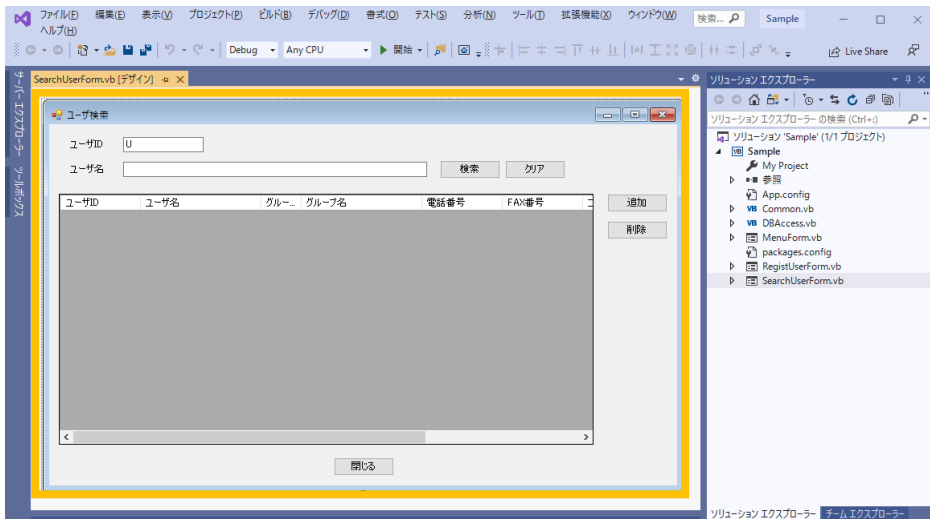 ファイル(F) 編集(E) 表示(V) プロジェクト(P) ビルド(B) デバッグ(D) 書式(O) テスト(S) 分析(N) ツール(T) 拡張機能(X) ウィンドウ(W) 検索... Sample
ヘルプ(H)
Debug Any CPU 開始 Live Share
サーバー エクスプローラー
ツールボックス
SearchUserForm.vb [デザイン]
ユーザ検索
ユーザID U
ユーザ名 検索 クリア
ユーザID ユーザ名 グルー... グループ名 電話番号 FAX番号 コ 追加
削除
閉じる
ソリューション エクスプローラー
ソリューション エクスプローラー の検索 (Ctrl+:)
ソリューション 'Sample' (1/1 プロジェクト)
VB Sample
My Project
参照
App.config
VB Common.vb
VB DBAccess.vb
MenuForm.vb
packages.config
RegistUserForm.vb
SearchUserForm.vb
ソリューション エクスプローラー チーム エクスプローラー